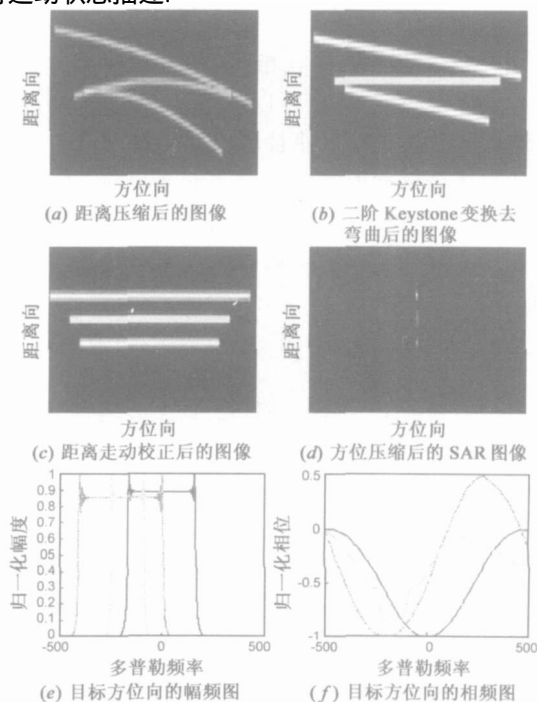 距离向
距离向
方位向
方位向
(a) 距离压缩后的图像
(b) 二阶 Keystone 变换去
弯曲后的图像
距离向
距离向
方位向
方位向
(c) 距离走动校正后的图像
(d) 方位压缩后的 SAR 图像
归一化幅度
1
0.9
0.8
0.7
0.6
0.5
0.4
0.3
0.2
0.1
0
-500
0
500
多普勒频率
(e) 目标方位向的幅频图
归一化相位
0.5
0
-0.5
-1
-500
0
500
多普勒频率
(f) 目标方位向的相频图